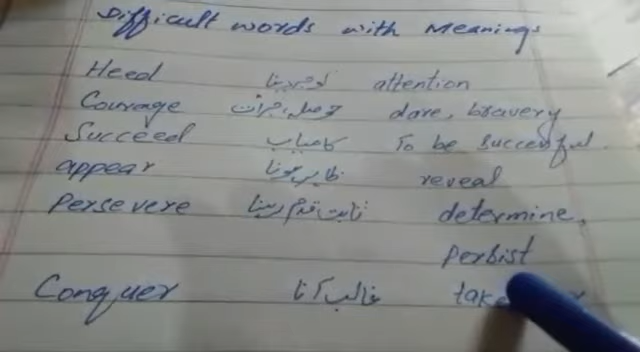 Difficult words with Meanings
Heed توجہ دینا attention
Courage حوصلہ، جرأت dare, bravery
Succeed کامیاب To be successful.
appear ظاہر ہونا reveal
Persevere ثابت قدم رہنا determine,
Perbist
Conquer غالب آنا take